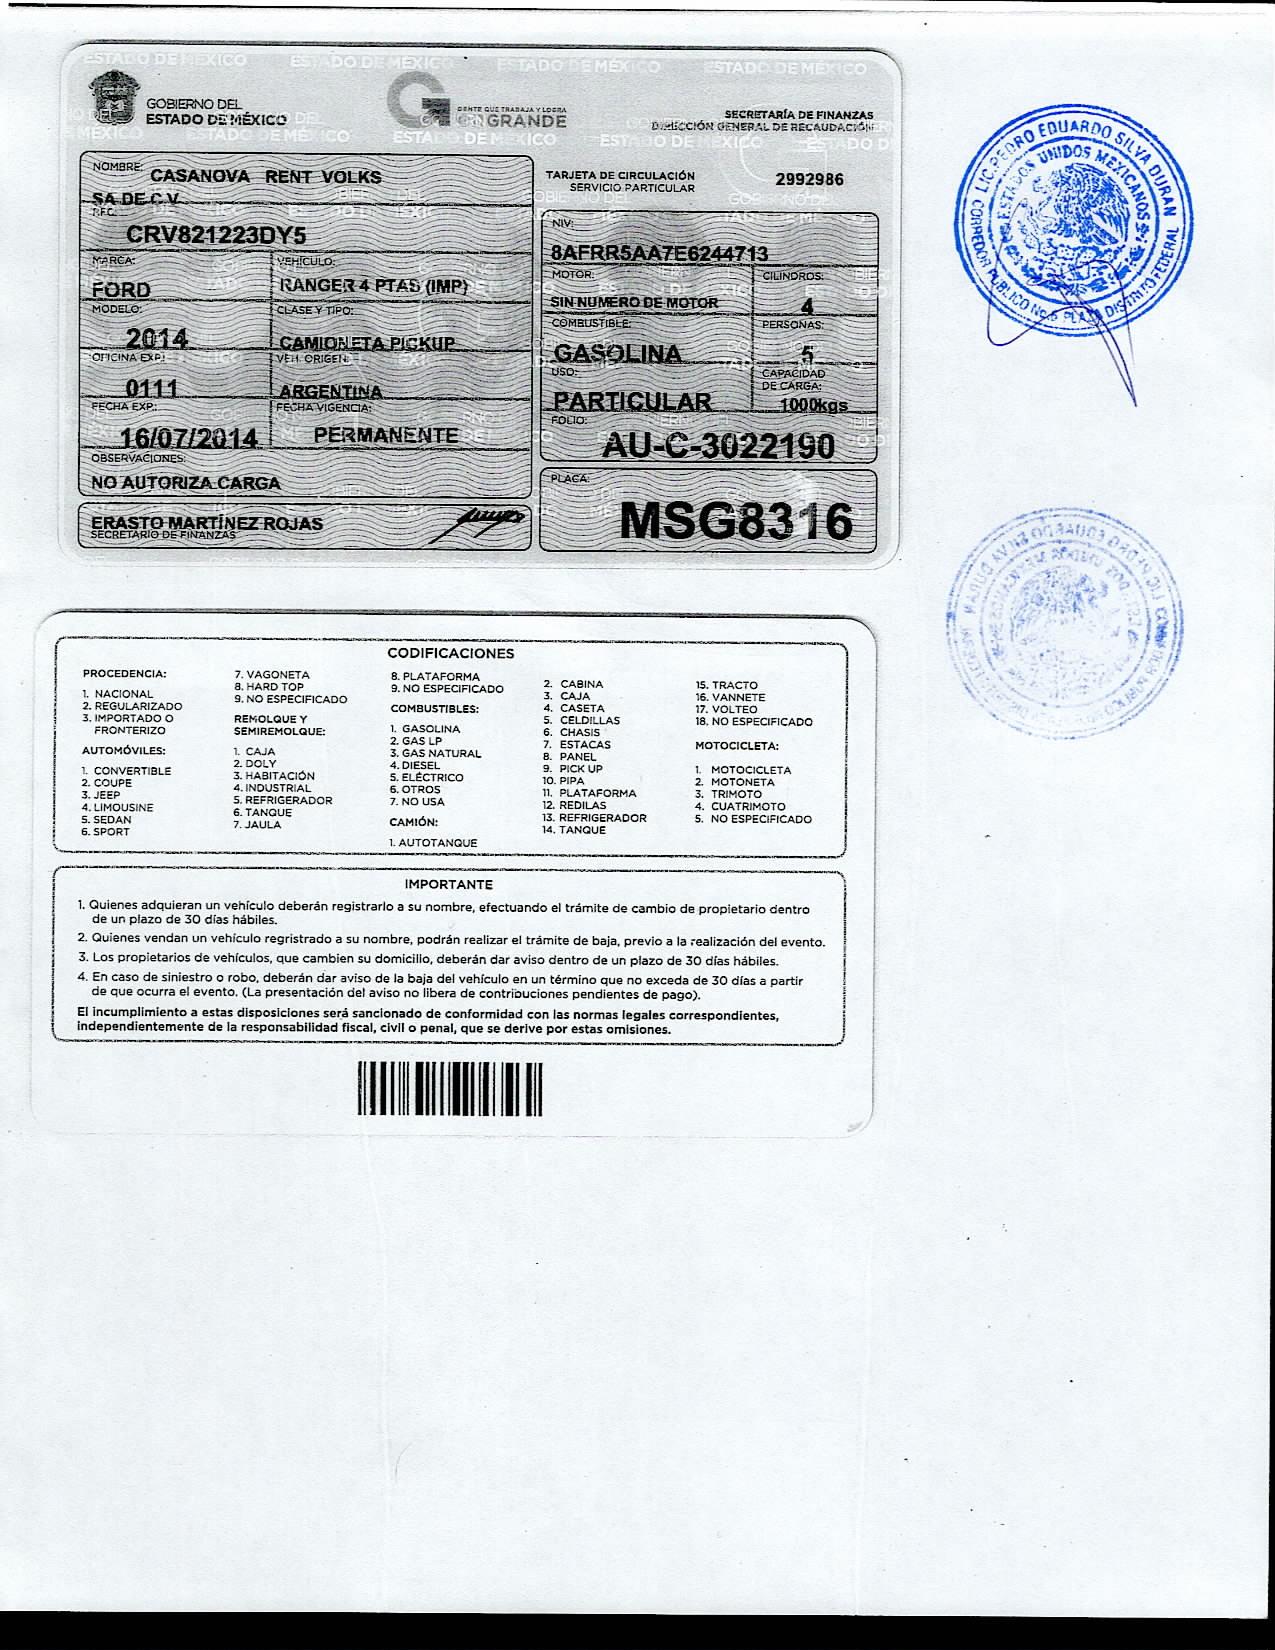 GOBIERNO DEL
ESTADO DE MÉXICO
GENTE QUE TRABAJA Y LOGRA
EN GRANDE
SECRETARÍA DE FINANZAS
DIRECCIÓN GENERAL DE RECAUDACIÓN
TARJETA DE CIRCULACIÓN
SERVICIO PARTICULAR
2992986
NOMBRE: CASANOVA RENT VOLKS
SA DE C.V.
R.F.C.:
CRV821223DY5
MARCA:
FORD
VEHÍCULO:
RANGER 4 PTAS (IMP)
MODELO:
2014
CLASE Y TIPO:
CAMIONETA PICKUP
OFICINA EXP.:
0111
VEH. ORIGEN:
ARGENTINA
FECHA EXP.:
16/07/2014
FECHA VIGENCIA:
PERMANENTE
OBSERVACIONES:
NO AUTORIZA CARGA
ERASTO MARTÍNEZ ROJAS
SECRETARIO DE FINANZAS
NIV:
8AFRR5AA7E6244713
MOTOR:
SIN NUMERO DE MOTOR
CILINDROS:
4
COMBUSTIBLE:
GASOLINA
PERSONAS:
5
USO:
PARTICULAR
CAPACIDAD
DE CARGA:
1000kgs
FOLIO:
AU-C-3022190
PLACA:
MSG8316
LIC. PEDRO EDUARDO SILVA DURAN
CORREDOR PUBLICO No. 5 PLAZA DISTRITO FEDERAL
ESTADOS UNIDOS MEXICANOS
CODIFICACIONES
PROCEDENCIA:
1. NACIONAL
2. REGULARIZADO
3. IMPORTADO O
FRONTERIZO
AUTOMÓVILES:
1. CONVERTIBLE
2. COUPE
3. JEEP
4. LIMOUSINE
5. SEDAN
6. SPORT
7. VAGONETA
8. HARD TOP
9. NO ESPECIFICADO
REMOLQUE Y
SEMIREMOLQUE:
1. CAJA
2. DOLY
3. HABITACIÓN
4. INDUSTRIAL
5. REFRIGERADOR
6. TANQUE
7. JAULA
8. PLATAFORMA
9. NO ESPECIFICADO
COMBUSTIBLES:
1. GASOLINA
2. GAS LP
3. GAS NATURAL
4. DIESEL
5. ELÉCTRICO
6. OTROS
7. NO USA
CAMIÓN:
1. AUTOTANQUE
2. CABINA
3. CAJA
4. CASETA
5. CELDILLAS
6. CHASIS
7. ESTACAS
8. PANEL
9. PICK UP
10. PIPA
11. PLATAFORMA
12. REDILAS
13. REFRIGERADOR
14. TANQUE
15. TRACTO
16. VANNETE
17. VOLTEO
18. NO ESPECIFICADO
MOTOCICLETA:
1. MOTOCICLETA
2. MOTONETA
3. TRIMOTO
4. CUATRIMOTO
5. NO ESPECIFICADO
IMPORTANTE
1. Quienes adquieran un vehículo deberán registrarlo a su nombre, efectuando el trámite de cambio de propietario dentro
de un plazo de 30 días hábiles.
2. Quienes vendan un vehículo regristrado a su nombre, podrán realizar el trámite de baja, previo a la realización del evento.
3. Los propietarios de vehículos, que cambien su domicilio, deberán dar aviso dentro de un plazo de 30 días hábiles.
4. En caso de siniestro o robo, deberán dar aviso de la baja del vehículo en un término que no exceda de 30 días a partir
de que ocurra el evento. (La presentación del aviso no libera de contribuciones pendientes de pago).
El incumplimiento a estas disposiciones será sancionado de conformidad con las normas legales correspondientes,
independientemente de la responsabilidad fiscal, civil o penal, que se derive por estas omisiones.